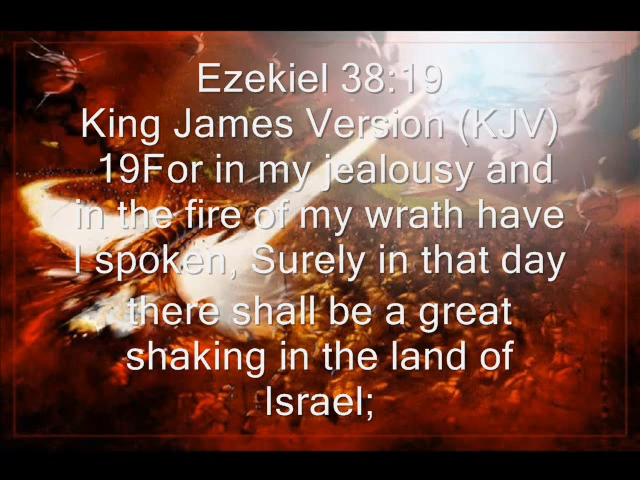 Ezekiel 38:19
King James Version (KJV)
19For in my jealousy and
in the fire of my wrath have
I spoken, Surely in that day
there shall be a great
shaking in the land of
Israel;